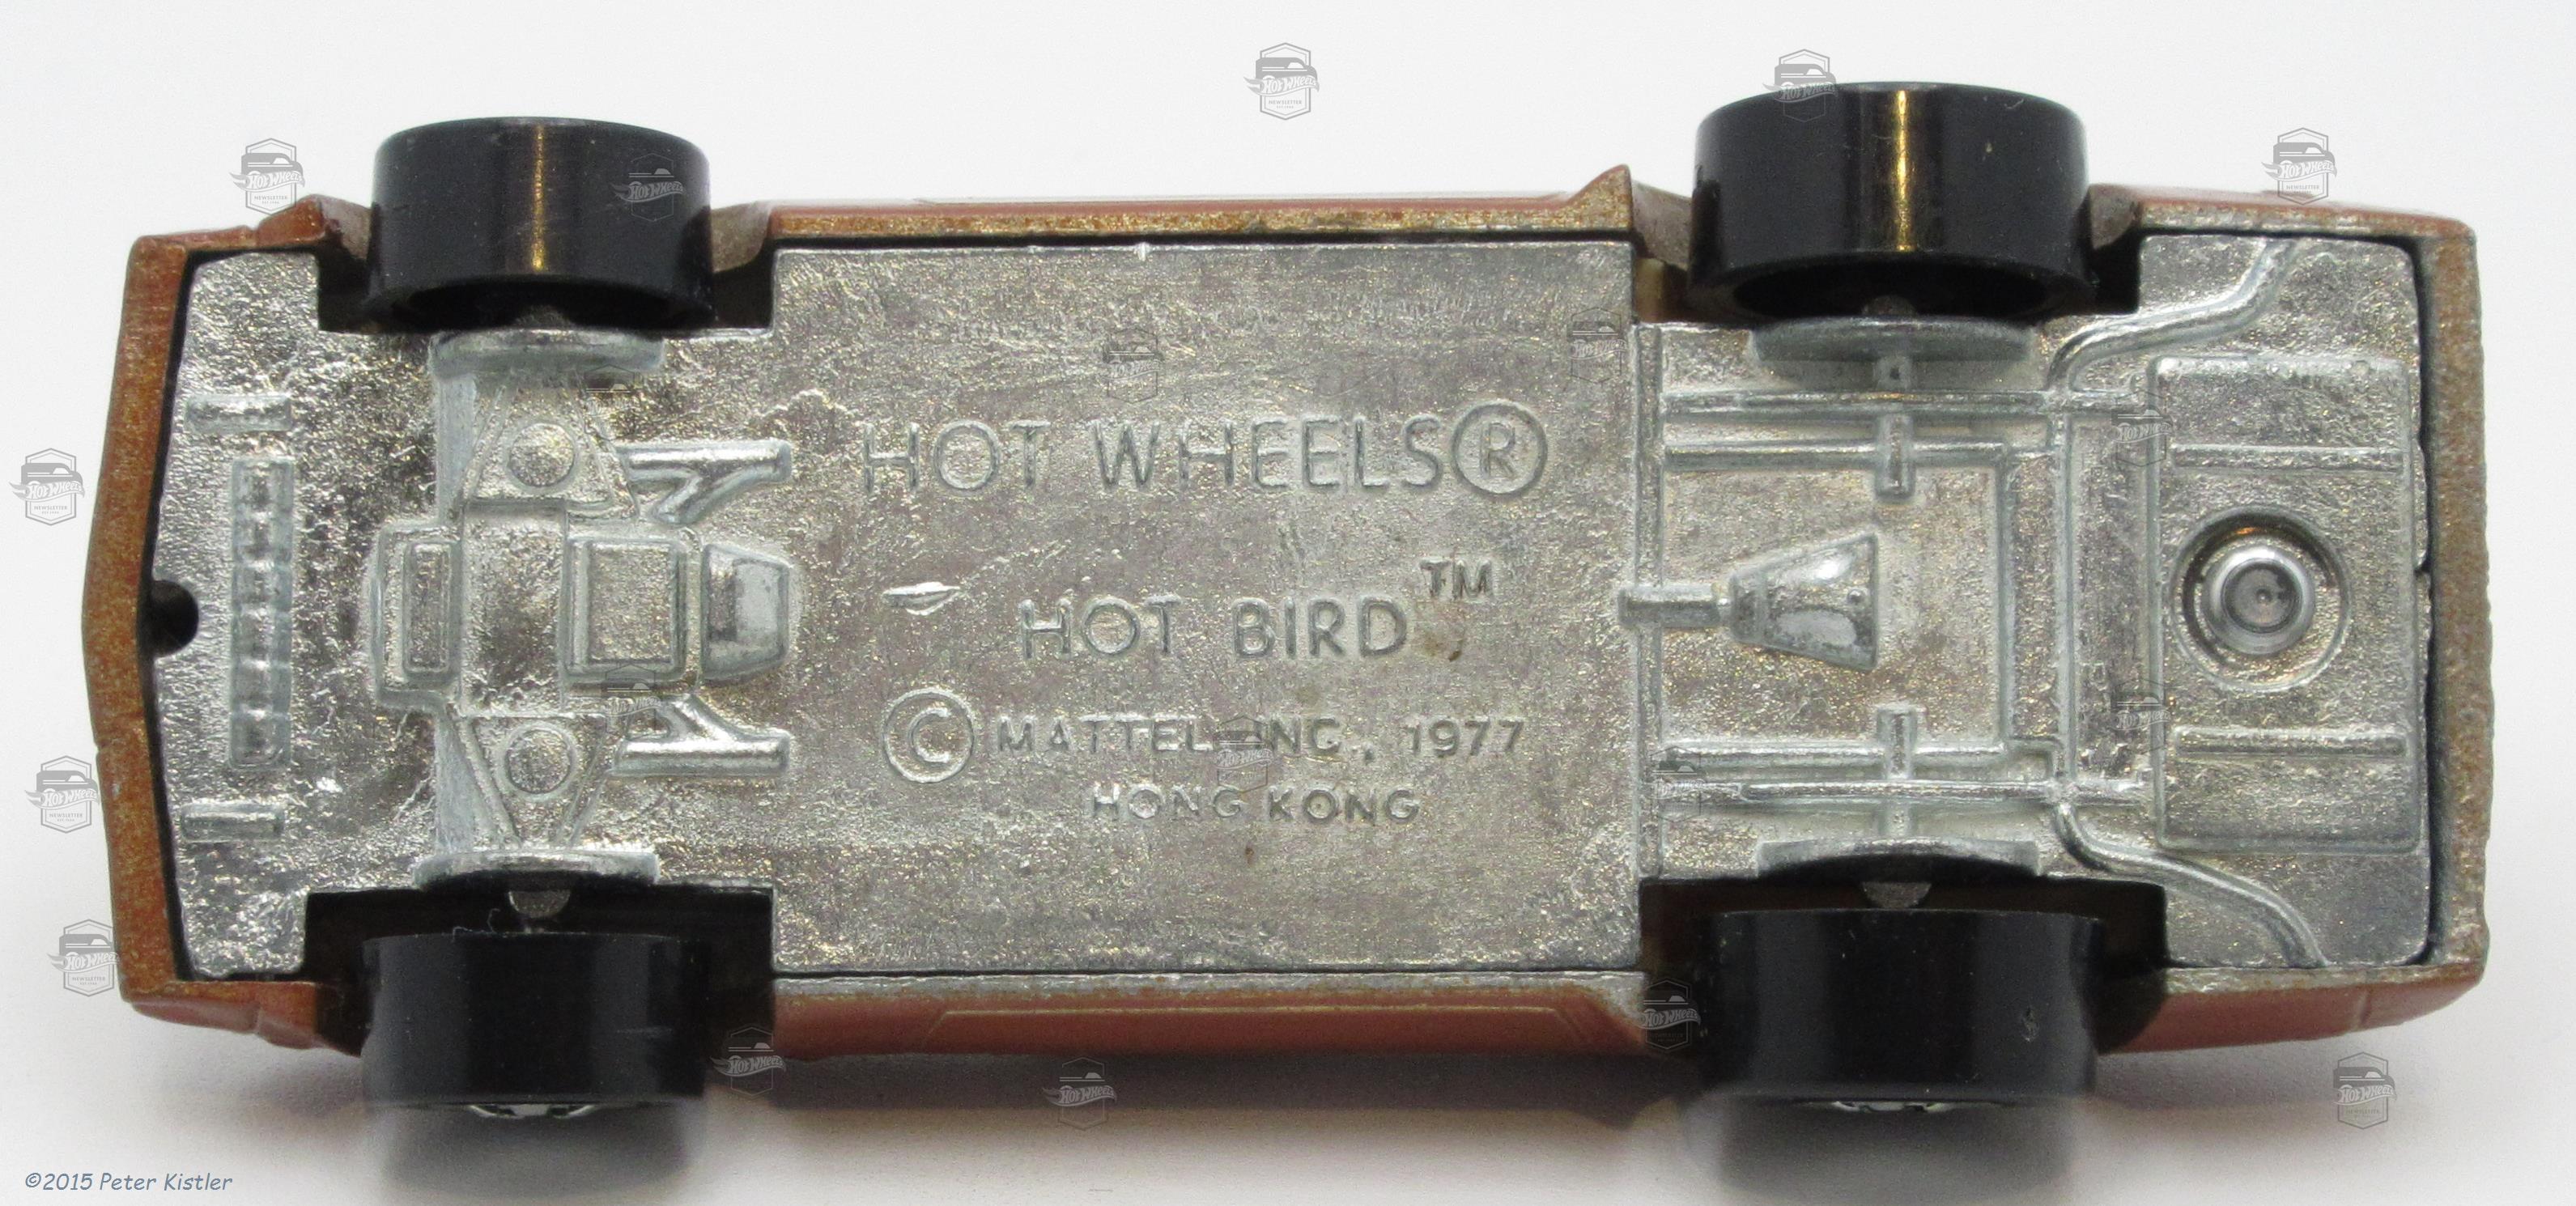 HOT WHEELS®
HOT BIRD™
© MATTEL, INC., 1977
HONG KONG
©2015 Peter Kistler